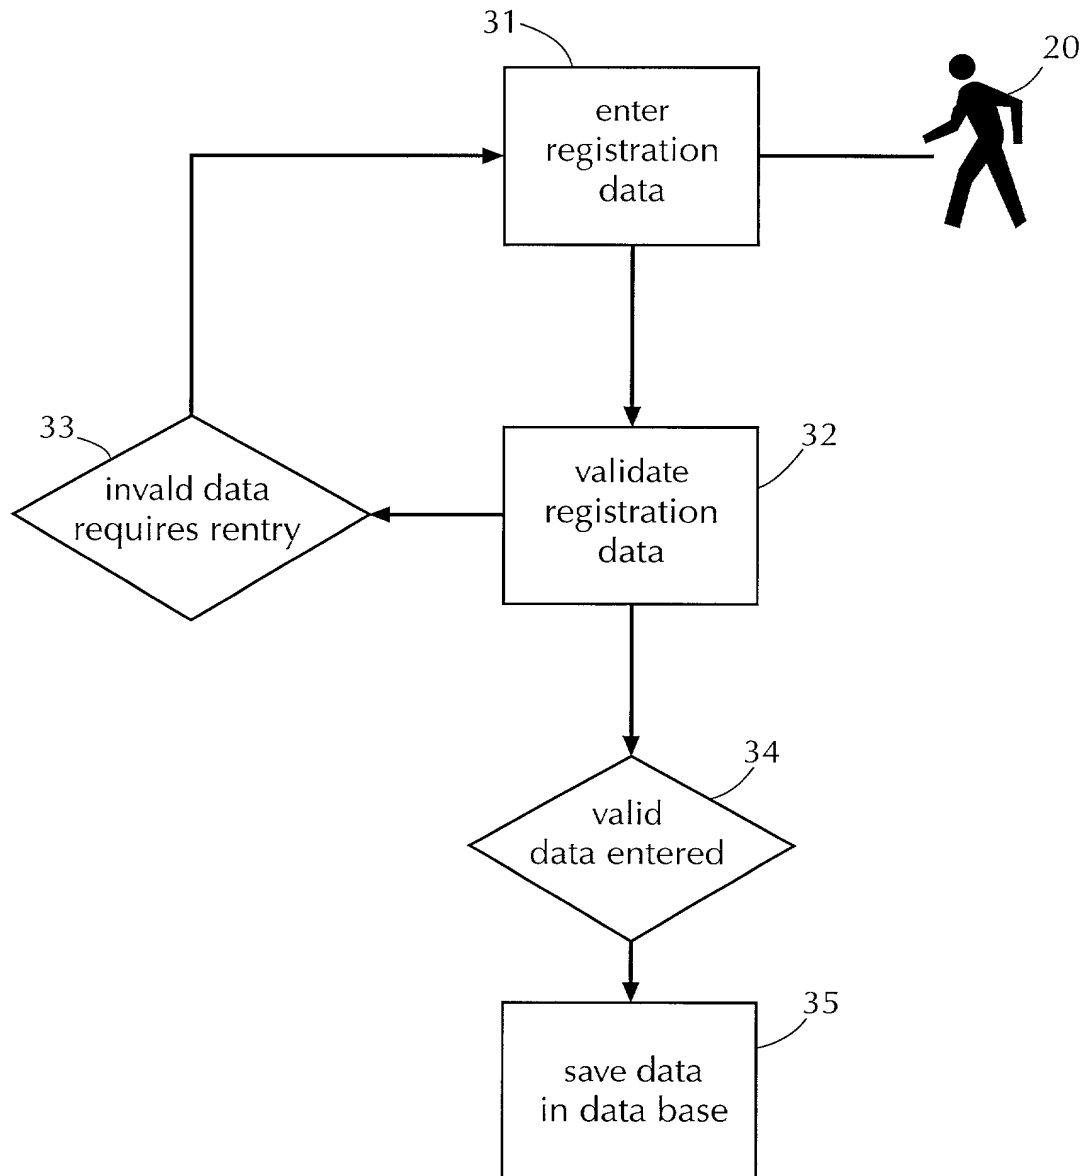 31
20
enter
registration
data
33
32
invald data
requires rentry
validate
registration
data
34
valid
data entered
35
save data
in data base